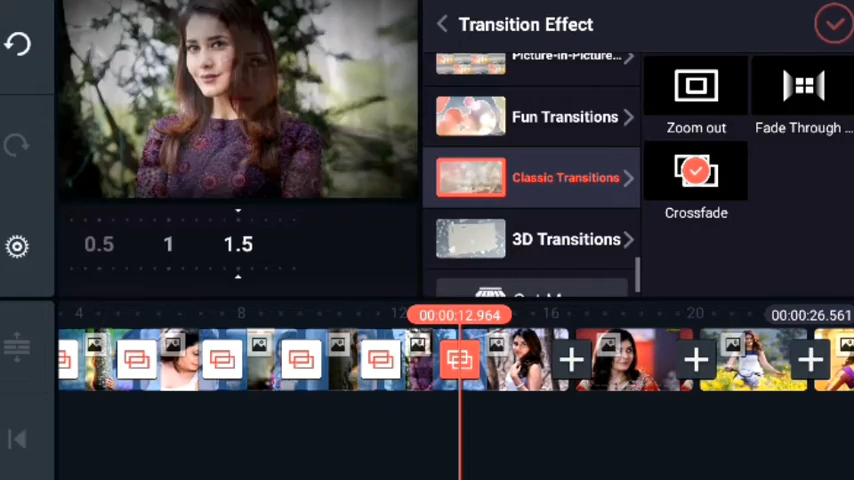 Transition Effect
Picture-in-Picture...
Fun Transitions
Classic Transitions
3D Transitions
Zoom out
Fade Through ...
Crossfade
0.5 1 1.5
4 8 12 16 20
00:00:12.964
00:00:26.561